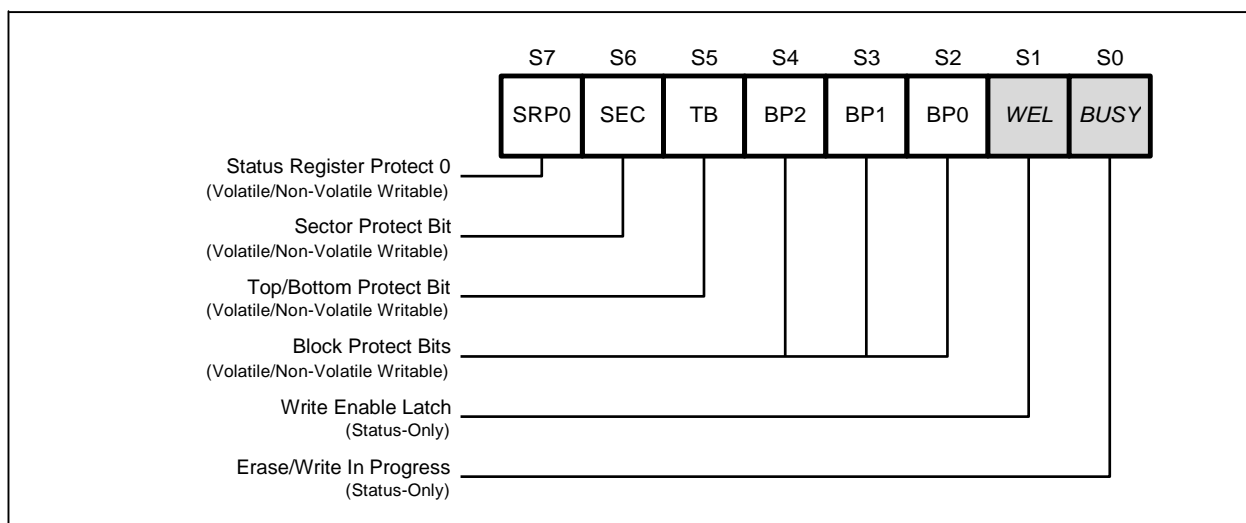 S7 S6 S5 S4 S3 S2 S1 S0
SRP0 SEC TB BP2 BP1 BP0 WEL BUSY
Status Register Protect 0
(Volatile/Non-Volatile Writable)
Sector Protect Bit
(Volatile/Non-Volatile Writable)
Top/Bottom Protect Bit
(Volatile/Non-Volatile Writable)
Block Protect Bits
(Volatile/Non-Volatile Writable)
Write Enable Latch
(Status-Only)
Erase/Write In Progress
(Status-Only)